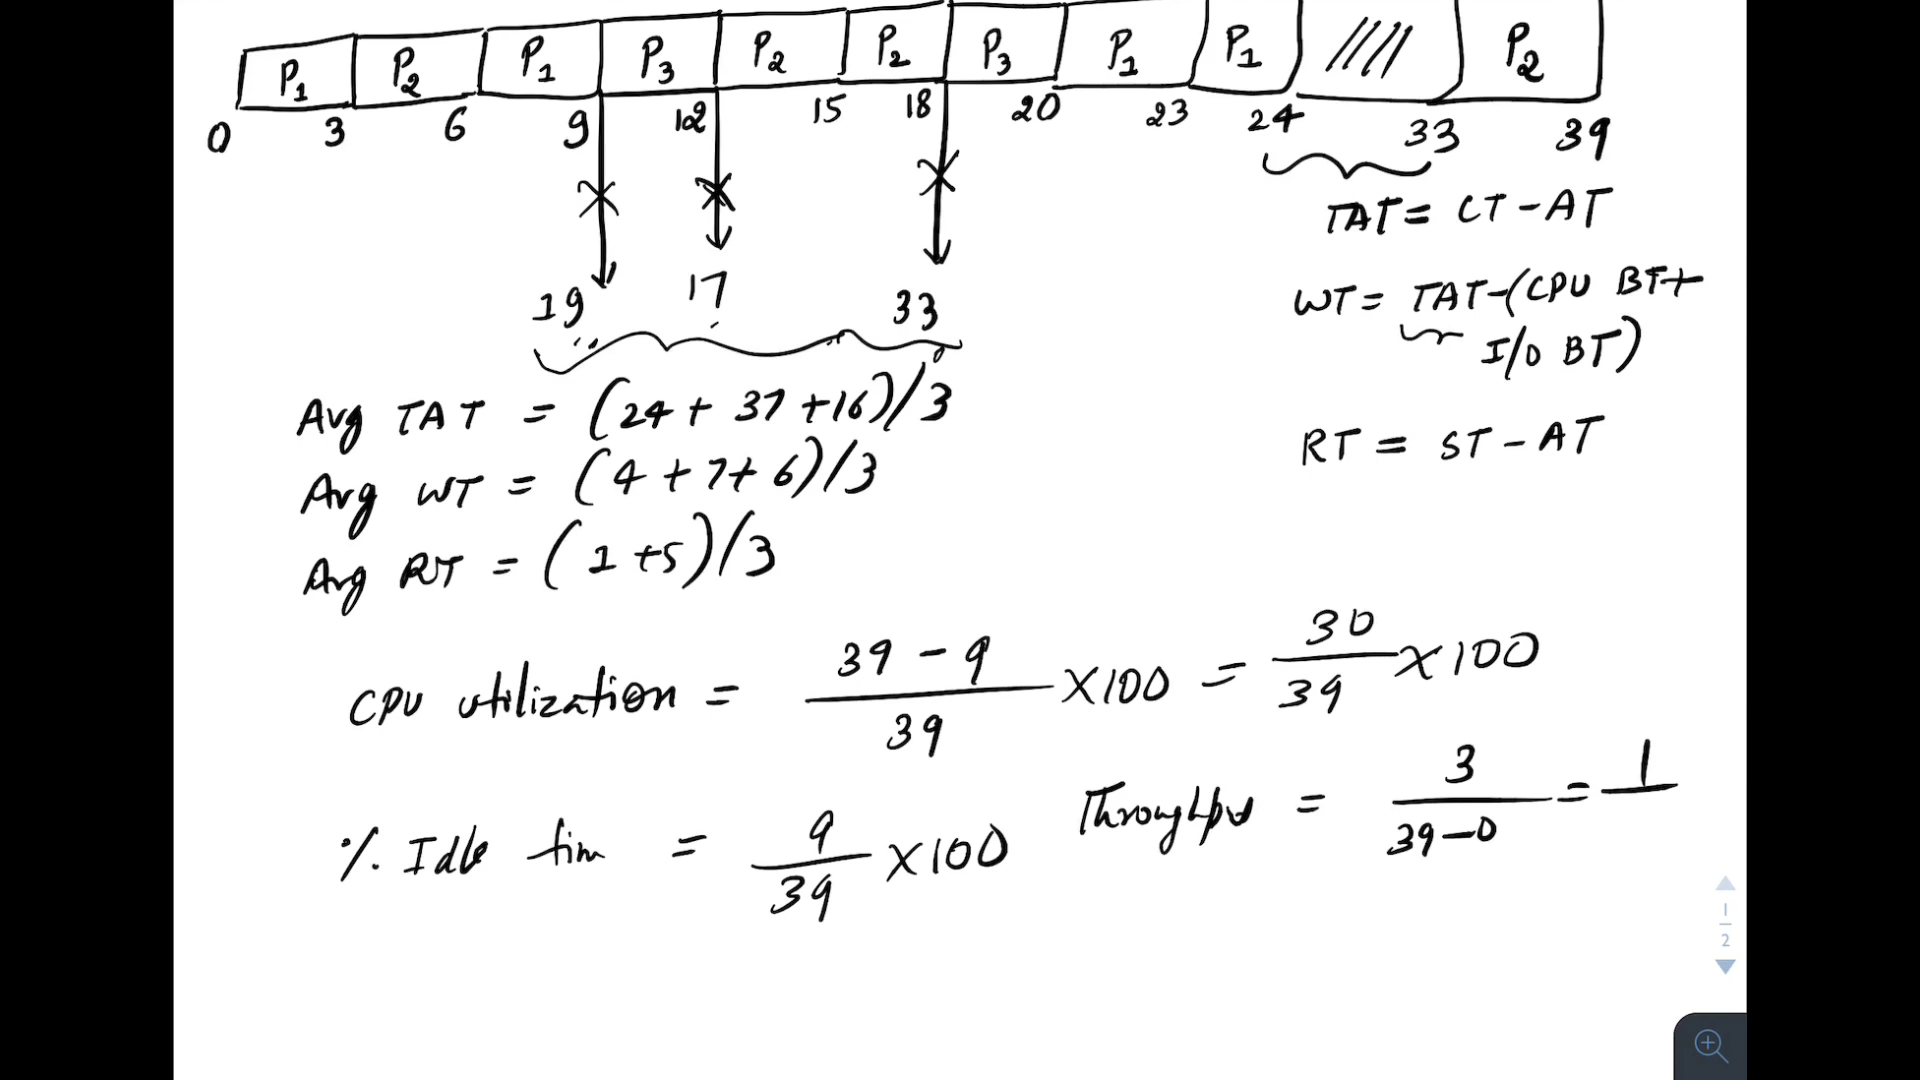 P1 P2 P1 P3 P2 P2 P3 P1 P1 //// P2
0 3 6 9 12 15 18 20 23 24 33 39
19 17 33
TAT = CT - AT
WT = TAT-(CPU BT+
I/O BT)
RT = ST - AT
Avg TAT = (24 + 37 +16)/3
Avg WT = (4 + 7+ 6)/3
Avg RT = (1 +5)/3
CPU utilization = 39 - 9 / 39 X100 = 30 / 39 X100
Throughput = 3 / 39-0 = 1
%. Idle tim = 9 / 39 X100
1
2